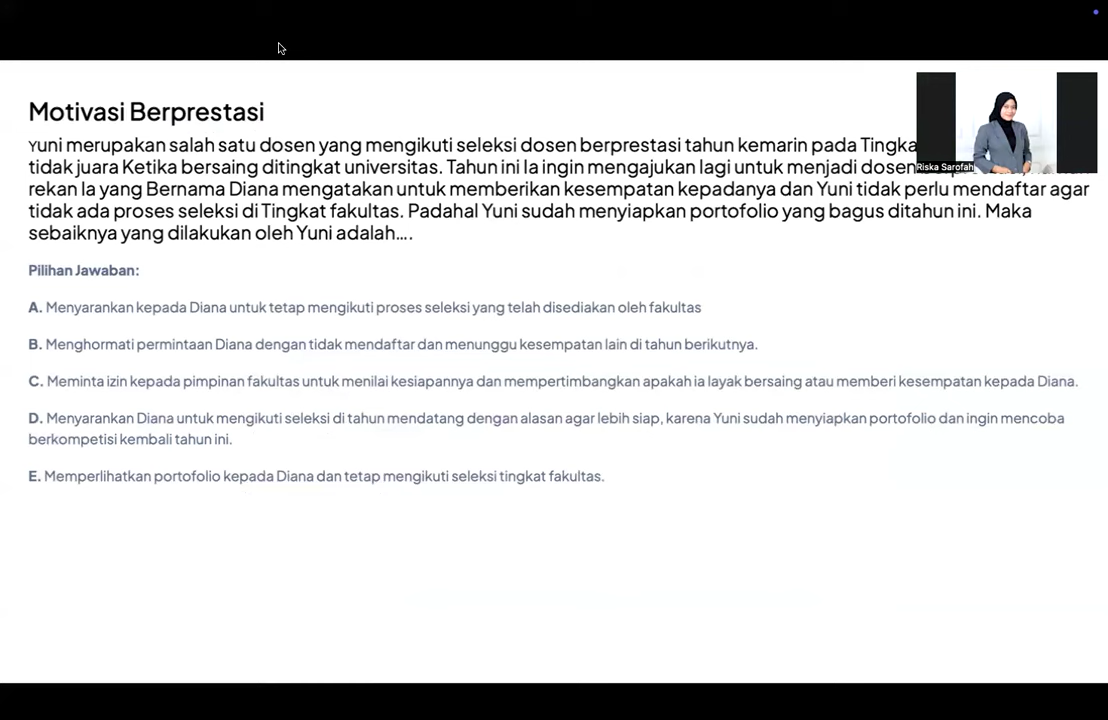 Motivasi Berprestasi
Yuni merupakan salah satu dosen yang mengikuti seleksi dosen berprestasi tahun kemarin pada
tidak juara Ketika bersaing ditingkat universitas. Tahun ini Ia ingin mengajukan lagi untuk menjadi dosen
rekan Ia yang Bernama Diana mengatakan untuk memberikan kesempatan kepadanya dan Yuni tidak perlu mendaftar agar
tidak ada proses seleksi di Tingkat fakultas. Padahal Yuni sudah menyiapkan portofolio yang bagus ditahun ini. Maka
sebaiknya yang dilakukan oleh Yuni adalah….
Pilihan Jawaban:
A. Menyarankan kepada Diana untuk tetap mengikuti proses seleksi yang telah disediakan oleh fakultas
B. Menghormati permintaan Diana dengan tidak mendaftar dan menunggu kesempatan lain di tahun berikutnya.
C. Meminta izin kepada pimpinan fakultas untuk menilai kesiapannya dan mempertimbangkan apakah ia layak bersaing atau memberi kesempatan kepada Diana.
D. Menyarankan Diana untuk mengikuti seleksi di tahun mendatang dengan alasan agar lebih siap, karena Yuni sudah menyiapkan portofolio dan ingin mencoba
berkompetisi kembali tahun ini.
E. Memperlihatkan portofolio kepada Diana dan tetap mengikuti seleksi tingkat fakultas.
Riska Sarofah